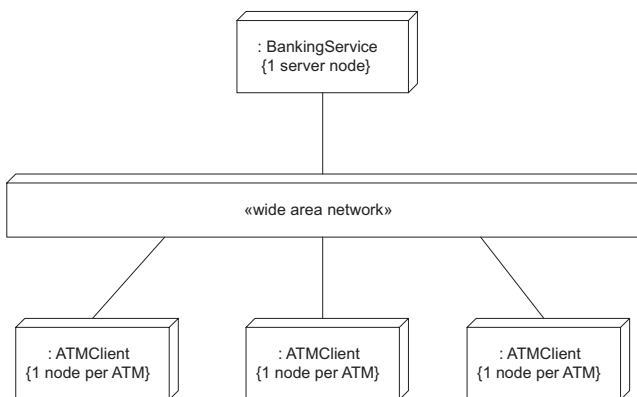 : BankingService
{1 server node}
«wide area network»
: ATMClient
{1 node per ATM}
: ATMClient
{1 node per ATM}
: ATMClient
{1 node per ATM}